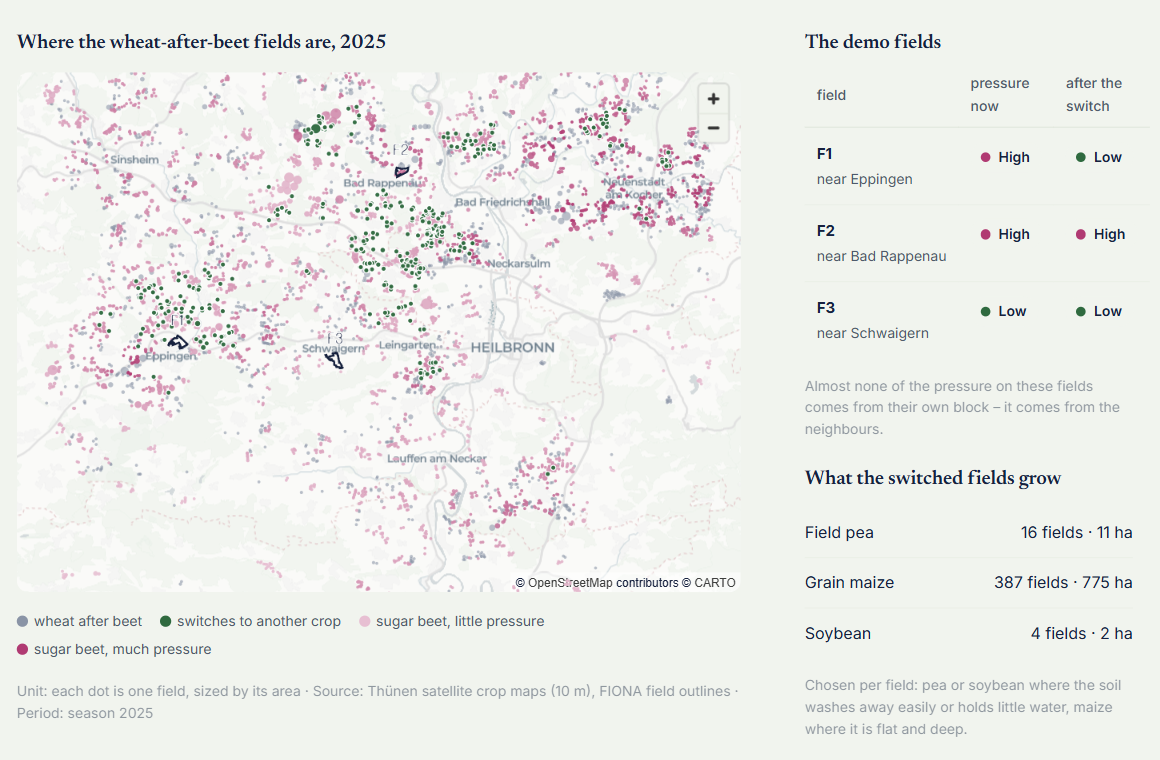 Where the wheat-after-beet fields are, 2025
+
−
Sinsheim
F2
Bad Rappenau
Neuenstadt
am Kocher
Bad Friedrichshall
Neckarsulm
F1
F3
Eppingen
Schwaigern
Leingarten
HEILBRONN
Lauffen am Neckar
© OpenStreetMap contributors © CARTO
wheat after beet
switches to another crop
sugar beet, little pressure
sugar beet, much pressure
Unit: each dot is one field, sized by its area · Source: Thünen satellite crop maps (10 m), FIONA field outlines ·
Period: season 2025
The demo fields
field
pressure
now
after the
switch
F1
near Eppingen
High
Low
F2
near Bad Rappenau
High
High
F3
near Schwaigern
Low
Low
Almost none of the pressure on these fields
comes from their own block – it comes from the
neighbours.
What the switched fields grow
Field pea
16 fields · 11 ha
Grain maize
387 fields · 775 ha
Soybean
4 fields · 2 ha
Chosen per field: pea or soybean where the soil
washes away easily or holds little water, maize
where it is flat and deep.